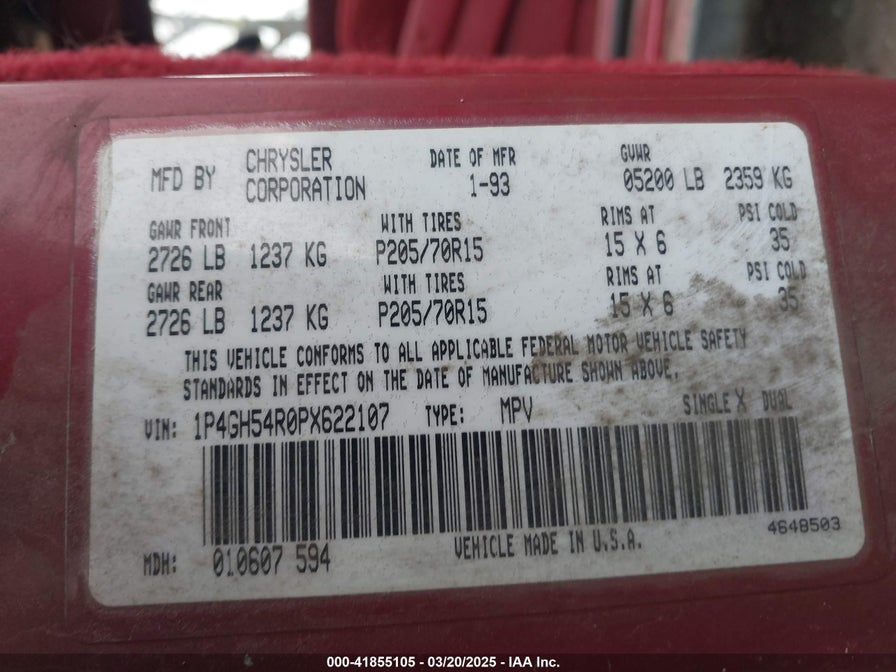 MFD BY CHRYSLER CORPORATION DATE OF MFR 1-93 GVWR 05200 LB 2359 KG
GAWR FRONT WITH TIRES RIMS AT PSI COLD
2726 LB 1237 KG P205/70R15 15 X 6 35
GAWR REAR WITH TIRES RIMS AT PSI COLD
2726 LB 1237 KG P205/70R15 15 X 6 35
THIS VEHICLE CONFORMS TO ALL APPLICABLE FEDERAL MOTOR VEHICLE SAFETY
STANDARDS IN EFFECT ON THE DATE OF MANUFACTURE SHOWN ABOVE.
VIN: 1P4GH54R0PX622107 TYPE: MPV SINGLE X DUAL
MDH: 010607 594 VEHICLE MADE IN U.S.A. 4648503
000-41855105 - 03/20/2025 - IAA Inc.